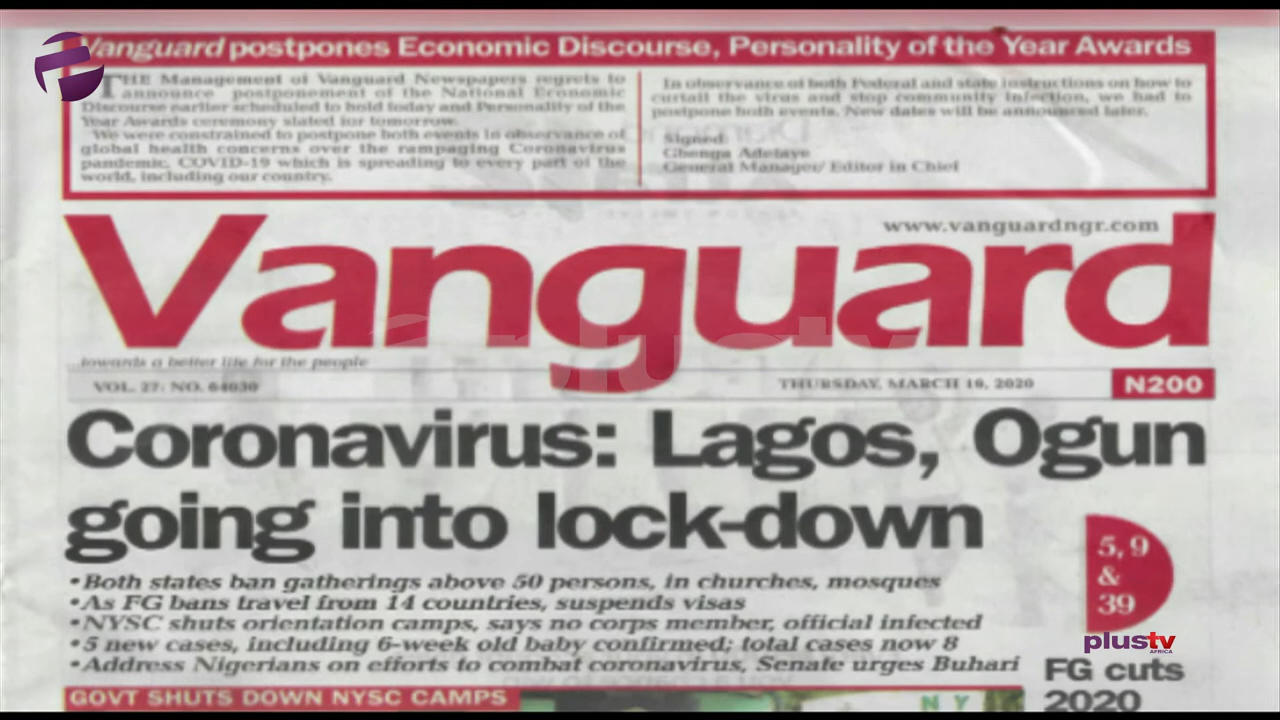 Vanguard postpones Economic Discourse, Personality of the Year Awards
THE Management of Vanguard Newspapers regrets to
announce postponement of the National Economic
Discourse earlier scheduled to hold today and Personality of the
Year Awards ceremony slated for tomorrow.
We were constrained to postpone both events in observance of
global health concerns over the rampaging Coronavirus
pandemic, COVID-19 which is spreading to every part of the
world, including our country.
In observance of both Federal and state instructions on how to
curtail the virus and stop community infection, we had to
postpone both events. New dates will be announced later.
Signed:
Gbenga Adefaye
General Manager/ Editor in Chief
www.vanguardngr.com
Vanguard
plustv
...towards a better life for the people
VOL. 27: NO. 64030
THURSDAY, MARCH 19, 2020
N200
Coronavirus: Lagos, Ogun
going into lock-down
5, 9
&
39
•Both states ban gatherings above 50 persons, in churches, mosques
•As FG bans travel from 14 countries, suspends visas
•NYSC shuts orientation camps, says no corps member, official infected
•5 new cases, including 6-week old baby confirmed; total cases now 8
•Address Nigerians on efforts to combat coronavirus, Senate urges Buhari
plustv
AFRICA
FG cuts
2020
GOVT SHUTS DOWN NYSC CAMPS
N Y